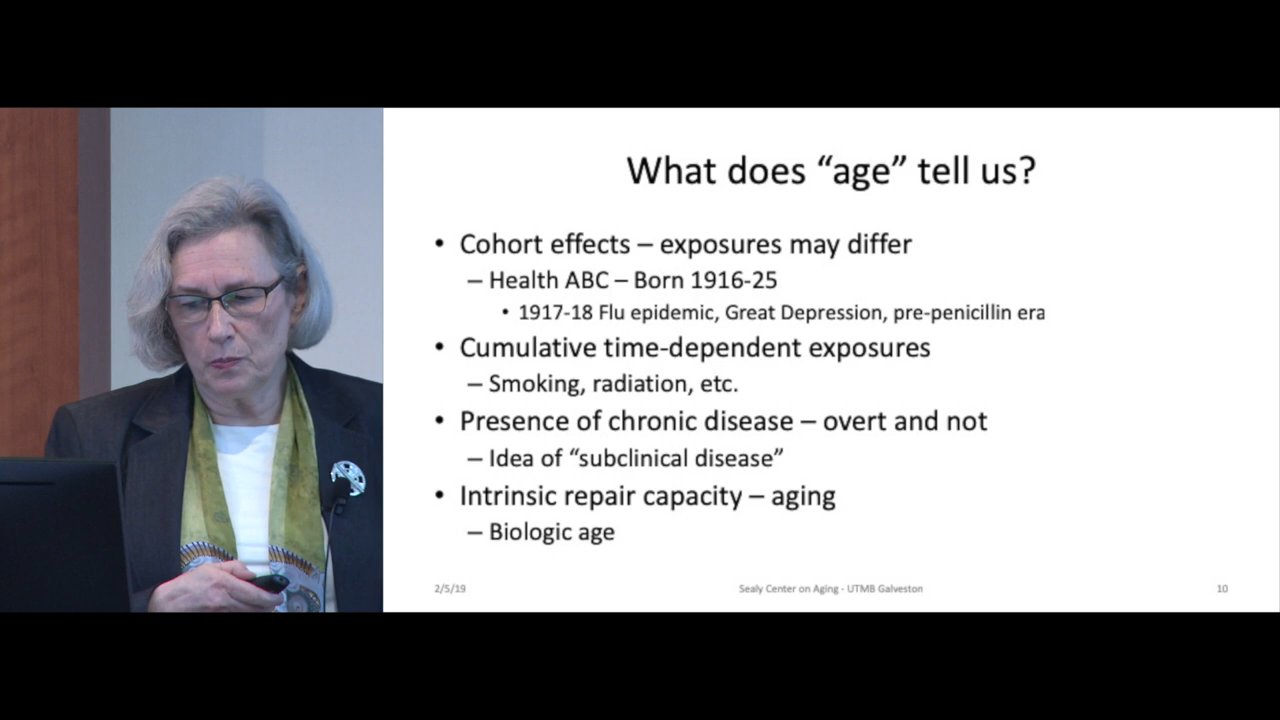 What does “age” tell us?
• Cohort effects – exposures may differ
– Health ABC – Born 1916-25
• 1917-18 Flu epidemic, Great Depression, pre-penicillin era
• Cumulative time-dependent exposures
– Smoking, radiation, etc.
• Presence of chronic disease – overt and not
– Idea of “subclinical disease”
• Intrinsic repair capacity – aging
– Biologic age
2/5/19 Sealy Center on Aging - UTMB Galveston 10